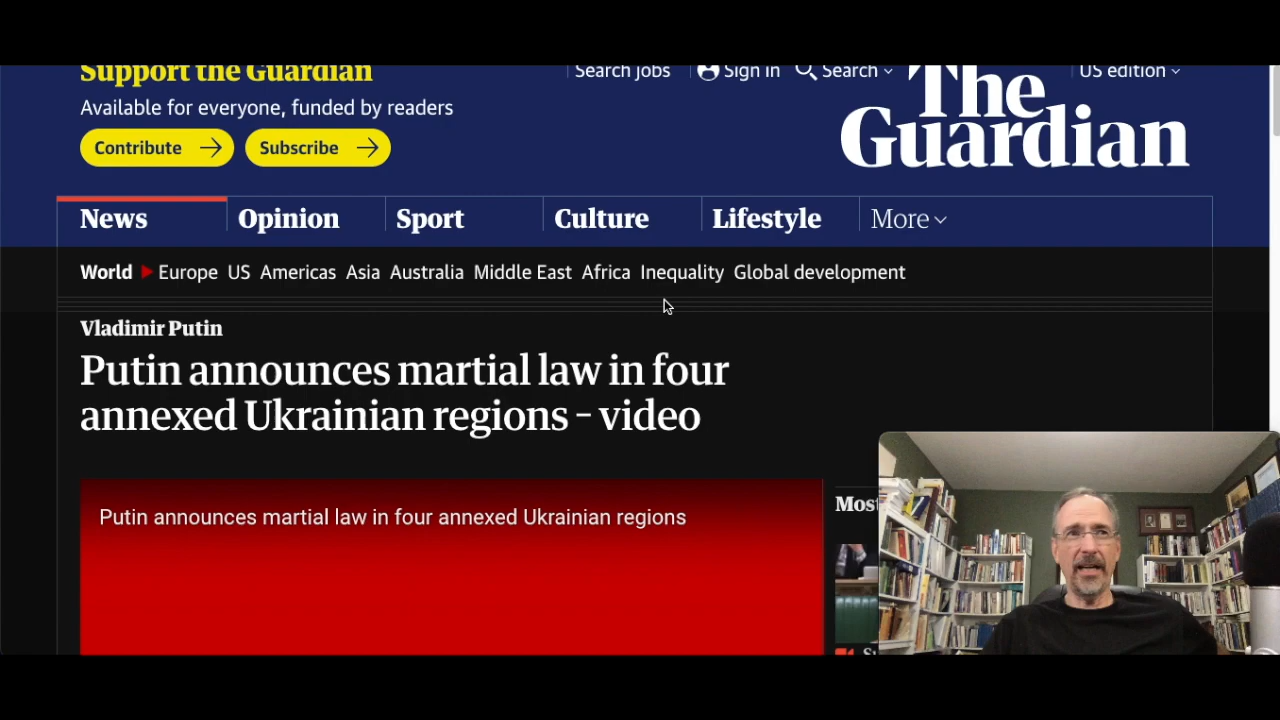 Support the Guardian
Available for everyone, funded by readers
Contribute
Subscribe
Search jobs
Sign in
Search
US edition
The
Guardian
News
Opinion
Sport
Culture
Lifestyle
More
World
Europe
US
Americas
Asia
Australia
Middle East
Africa
Inequality
Global development
Vladimir Putin
Putin announces martial law in four
annexed Ukrainian regions – video
Putin announces martial law in four annexed Ukrainian regions
Most